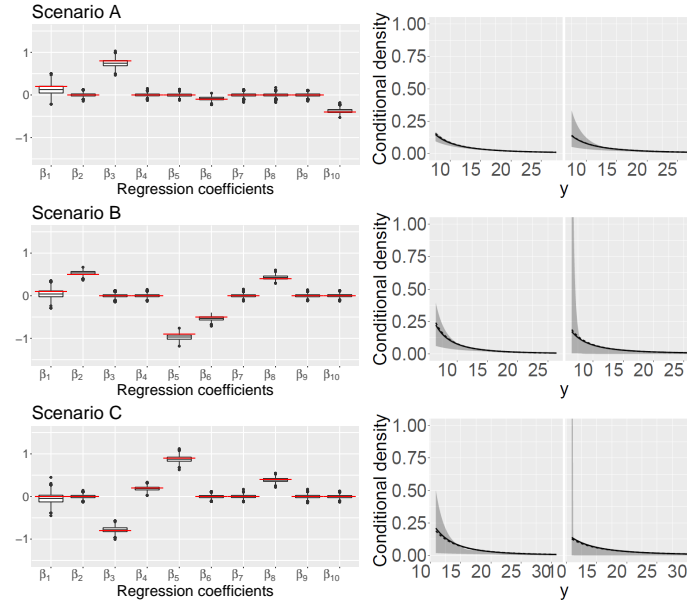 Scenario A
1
0
−1
β1 β2 β3 β4 β5 β6 β7 β8 β9 β10
Regression coefficients
Conditional density
1.00
0.75
0.50
0.25
0.00
10 15 20 25 10 15 20 25
y
Scenario B
1
0
−1
β1 β2 β3 β4 β5 β6 β7 β8 β9 β10
Regression coefficients
Conditional density
1.00
0.75
0.50
0.25
0.00
10 15 20 25 10 15 20 25
y
Scenario C
1
0
−1
β1 β2 β3 β4 β5 β6 β7 β8 β9 β10
Regression coefficients
Conditional density
1.00
0.75
0.50
0.25
0.00
10 15 20 25 30 0 15 20 25 30
y